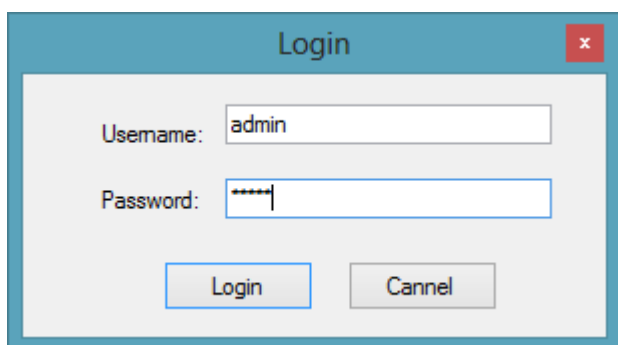 Login
x
Username: admin
Password: *****
Login Cannel